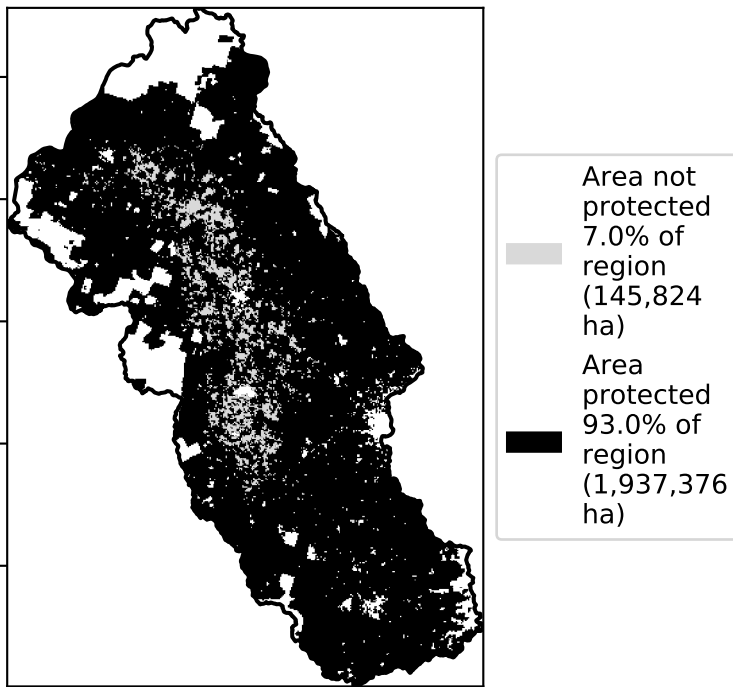 Area not
protected
7.0% of
region
(145,824
ha)
Area
protected
93.0% of
region
(1,937,376
ha)